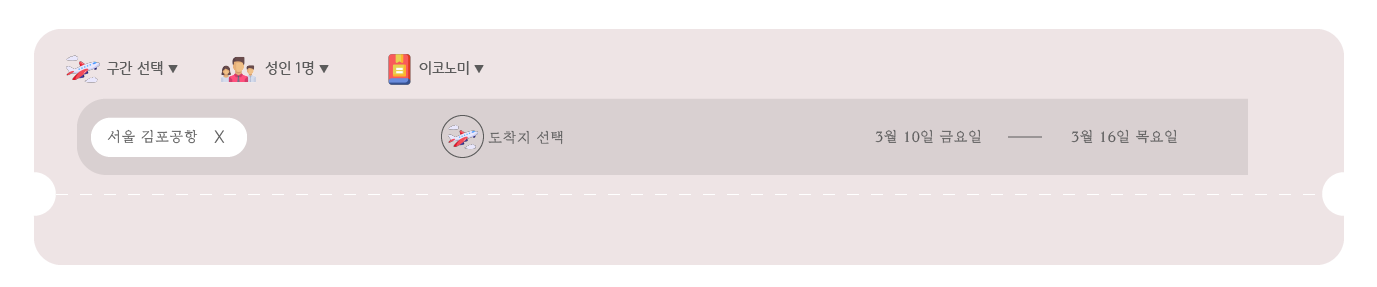 구간 선택 ▼ 성인 1명 ▼ 이코노미 ▼
서울 김포공항 X 도착지 선택 3월 10일 금요일 — 3월 16일 목요일